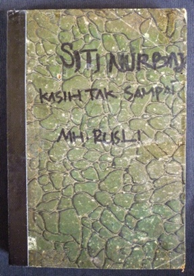 SITI NURBAYA
KASIH TAK SAMPAI
MH. RUSLI